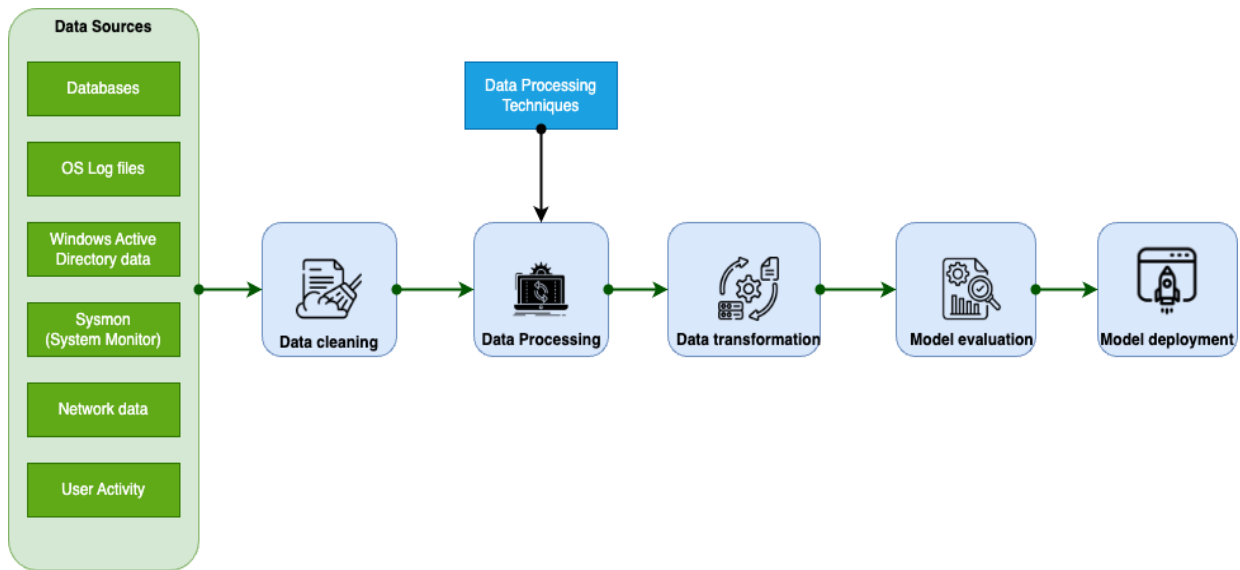 Data Sources
Databases
OS Log files
Windows Active
Directory data
Sysmon
(System Monitor)
Network data
User Activity
Data Processing
Techniques
Data cleaning
Data Processing
Data transformation
Model evaluation
Model deployment